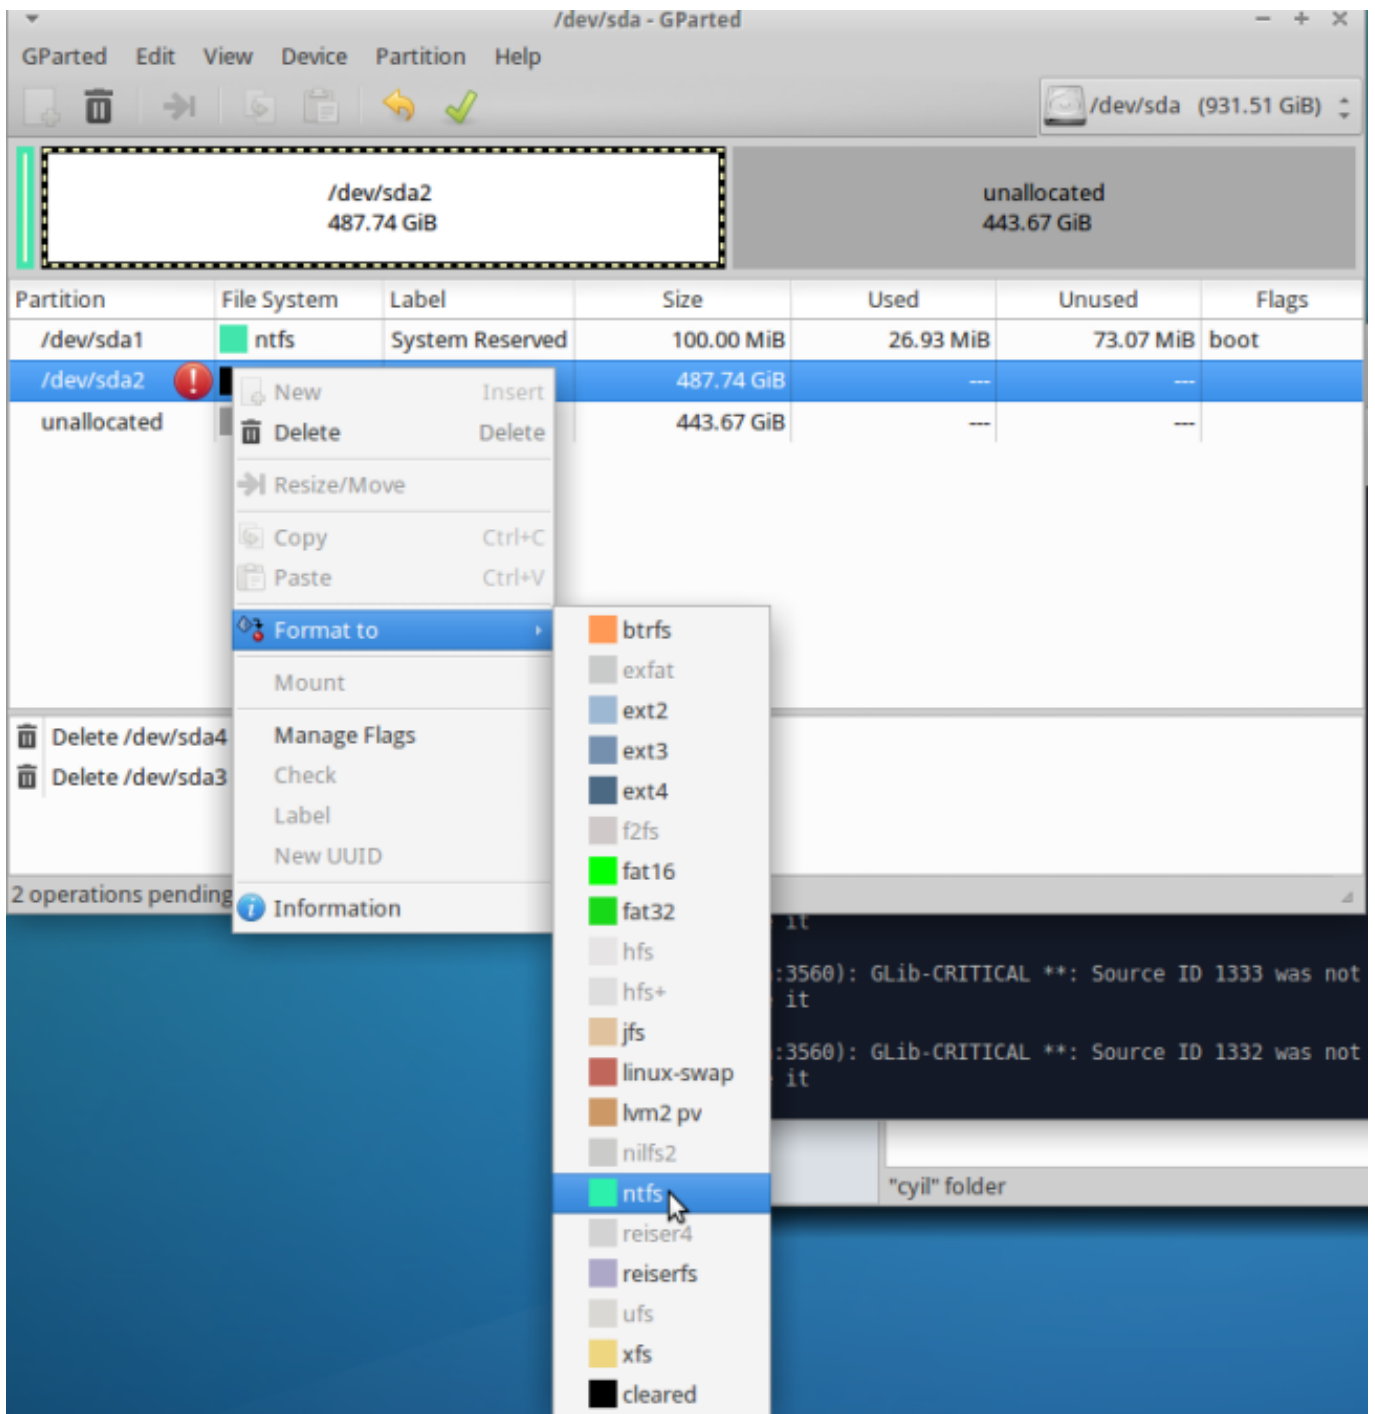 /dev/sda - GParted
GParted Edit View Device Partition Help
/dev/sda (931.51 GiB)
/dev/sda2
487.74 GiB
unallocated
443.67 GiB
Partition File System Label Size Used Unused Flags
/dev/sda1 ntfs System Reserved 100.00 MiB 26.93 MiB 73.07 MiB boot
/dev/sda2 487.74 GiB --- ---
unallocated 443.67 GiB --- ---
New Insert
Delete Delete
Resize/Move
Copy Ctrl+C
Paste Ctrl+V
Format to
Mount
Manage Flags
Check
Label
New UUID
Information
btrfs
exfat
ext2
ext3
ext4
f2fs
fat16
fat32
hfs
hfs+
jfs
linux-swap
lvm2 pv
nilfs2
ntfs
reiser4
reiserfs
ufs
xfs
cleared
Delete /dev/sda4
Delete /dev/sda3
2 operations pending
it
:3560): GLib-CRITICAL **: Source ID 1333 was not
it
:3560): GLib-CRITICAL **: Source ID 1332 was not
it
"cyil" folder